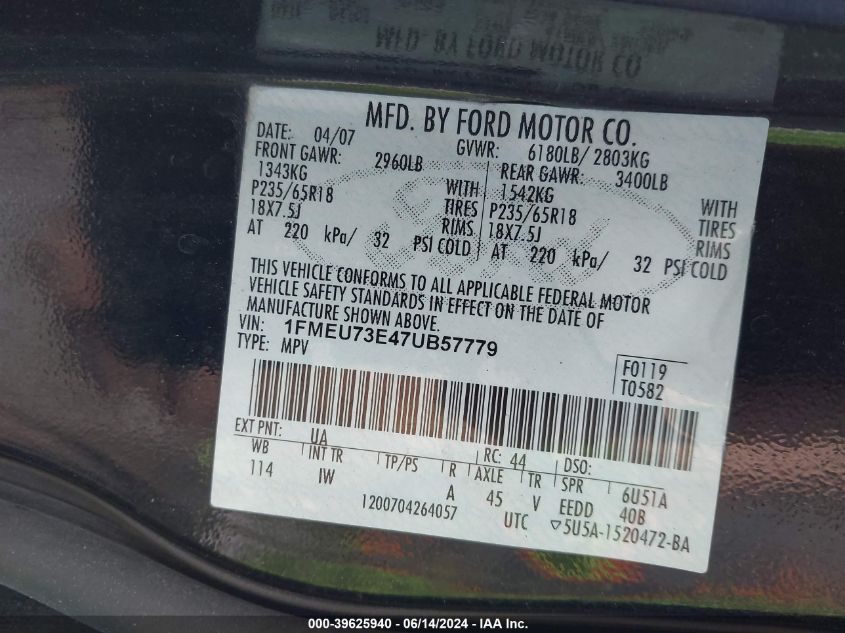 MFD. BY FORD MOTOR CO
MFD. BY FORD MOTOR CO.
DATE: 04/07 GVWR: 6180LB/ 2803KG
FRONT GAWR: 2960LB REAR GAWR: 3400LB
1343KG WITH 1542KG WITH
P235/65R18 TIRES P235/65R18 TIRES
18X7.5J RIMS 18X7.5J RIMS
AT 220 kPa/ 32 PSI COLD AT 220 kPa/ 32 PSI COLD
THIS VEHICLE CONFORMS TO ALL APPLICABLE FEDERAL MOTOR
VEHICLE SAFETY STANDARDS IN EFFECT ON THE DATE OF
MANUFACTURE SHOWN ABOVE.
VIN: 1FMEU73E47UB57779
TYPE: MPV
F0119
T0582
EXT PNT: UA RC: 44 DSO:
WB INT TR TP/PS R AXLE TR SPR 6U51A
114 IW A 45 V EEDD 40B
1200704264057 UTC ▽5U5A-1520472-BA
000-39625940 - 06/14/2024 - IAA Inc.